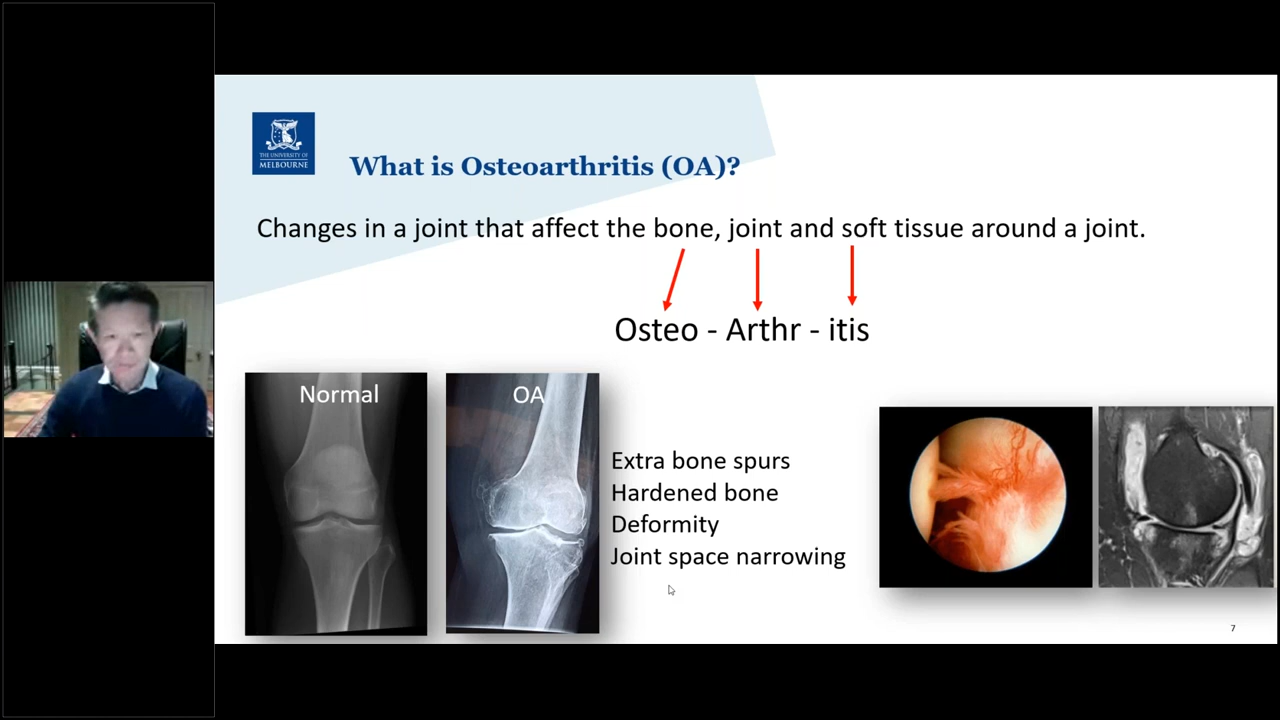 THE UNIVERSITY OF
MELBOURNE
What is Osteoarthritis (OA)?
Changes in a joint that affect the bone, joint and soft tissue around a joint.
Osteo - Arthr - itis
Normal
OA
Extra bone spurs
Hardened bone
Deformity
Joint space narrowing
7